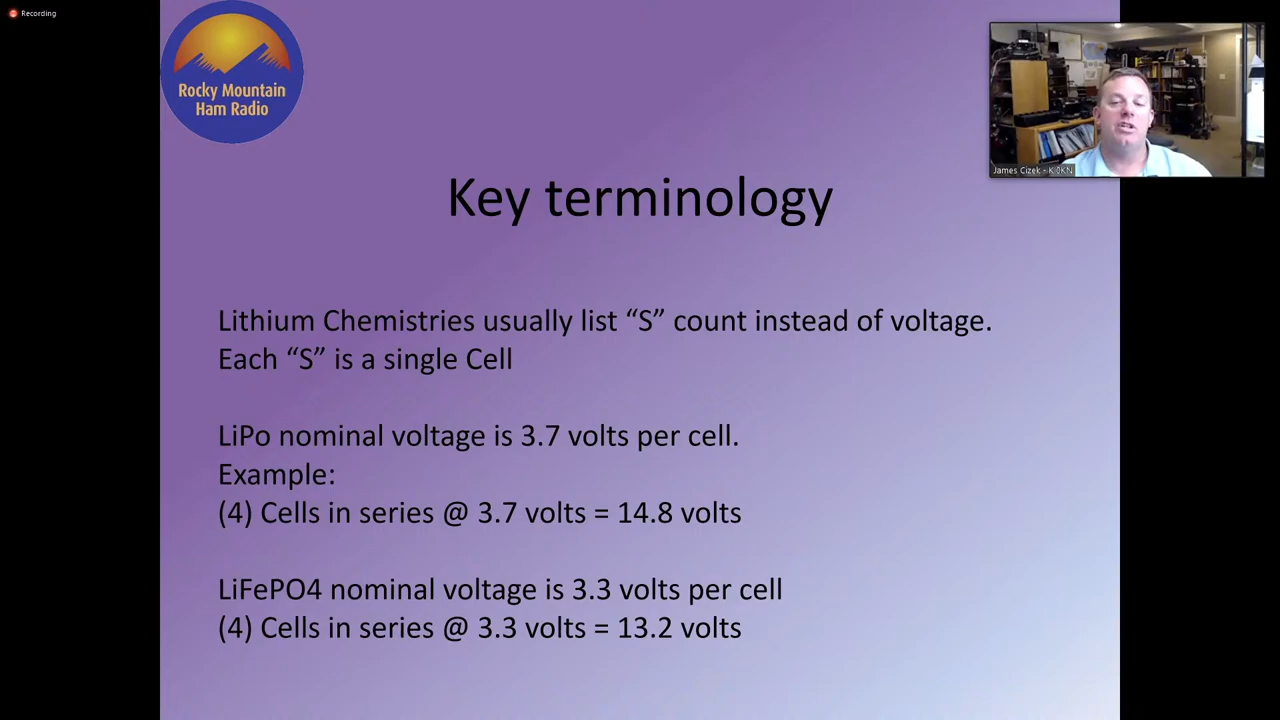 Recording
Rocky Mountain
Ham Radio
James Cizek - KI0KN
Key terminology
Lithium Chemistries usually list “S” count instead of voltage.
Each “S” is a single Cell
LiPo nominal voltage is 3.7 volts per cell.
Example:
(4) Cells in series @ 3.7 volts = 14.8 volts
LiFePO4 nominal voltage is 3.3 volts per cell
(4) Cells in series @ 3.3 volts = 13.2 volts